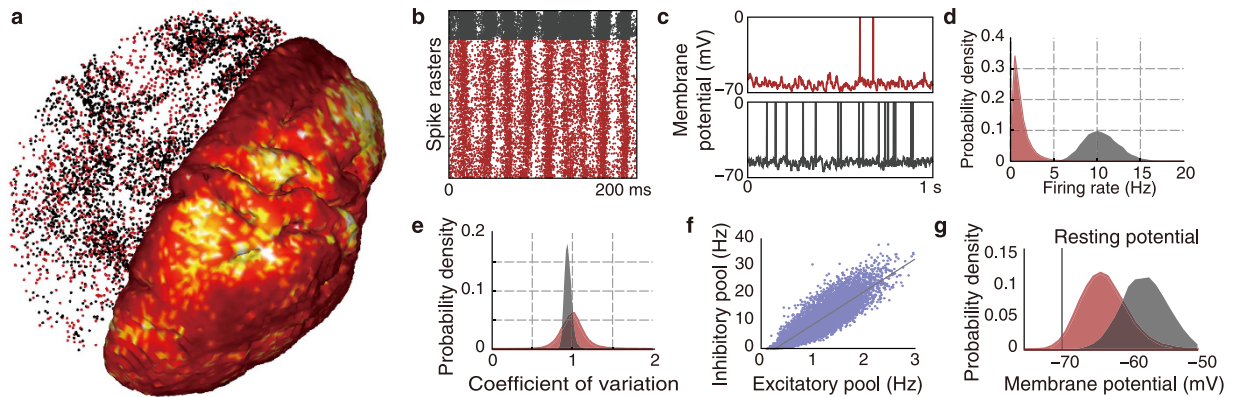 a
b
Spike rasters
0
200 ms
c
Membrane
potential (mV)
0
−70
0
−70
0
1 s
d
Probability density
0.4
0.3
0.2
0.1
0
0
5
10
15
20
Firing rate (Hz)
e
Probability density
0.2
0.1
0
0
1
2
Coefficient of variation
f
Inhibitory pool (Hz)
40
30
20
10
0
0
1
2
3
Excitatory pool (Hz)
g
Resting potential
Probability density
0.15
0.1
0.05
0
−70
−60
−50
Membrane potential (mV)